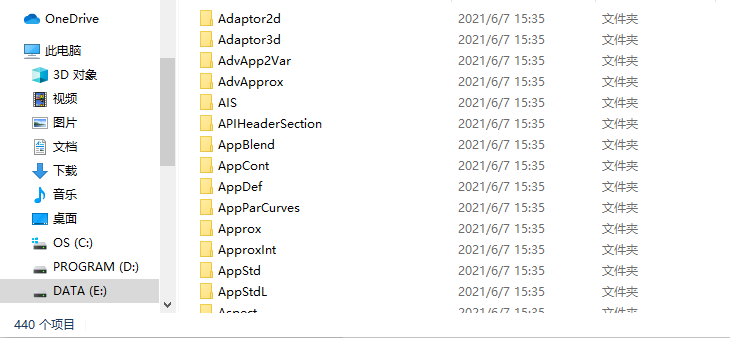 OneDrive
此电脑
3D 对象
视频
图片
文档
下载
音乐
桌面
OS (C:)
PROGRAM (D:)
DATA (E:)
Adaptor2d 2021/6/7 15:35 文件夹
Adaptor3d 2021/6/7 15:35 文件夹
AdvApp2Var 2021/6/7 15:35 文件夹
AdvApprox 2021/6/7 15:35 文件夹
AIS 2021/6/7 15:35 文件夹
APIHeaderSection 2021/6/7 15:35 文件夹
AppBlend 2021/6/7 15:35 文件夹
AppCont 2021/6/7 15:35 文件夹
AppDef 2021/6/7 15:35 文件夹
AppParCurves 2021/6/7 15:35 文件夹
Approx 2021/6/7 15:35 文件夹
ApproxInt 2021/6/7 15:35 文件夹
AppStd 2021/6/7 15:35 文件夹
AppStdL 2021/6/7 15:35 文件夹
Aspect 2021/6/7 15:35 文件夹
440 个项目